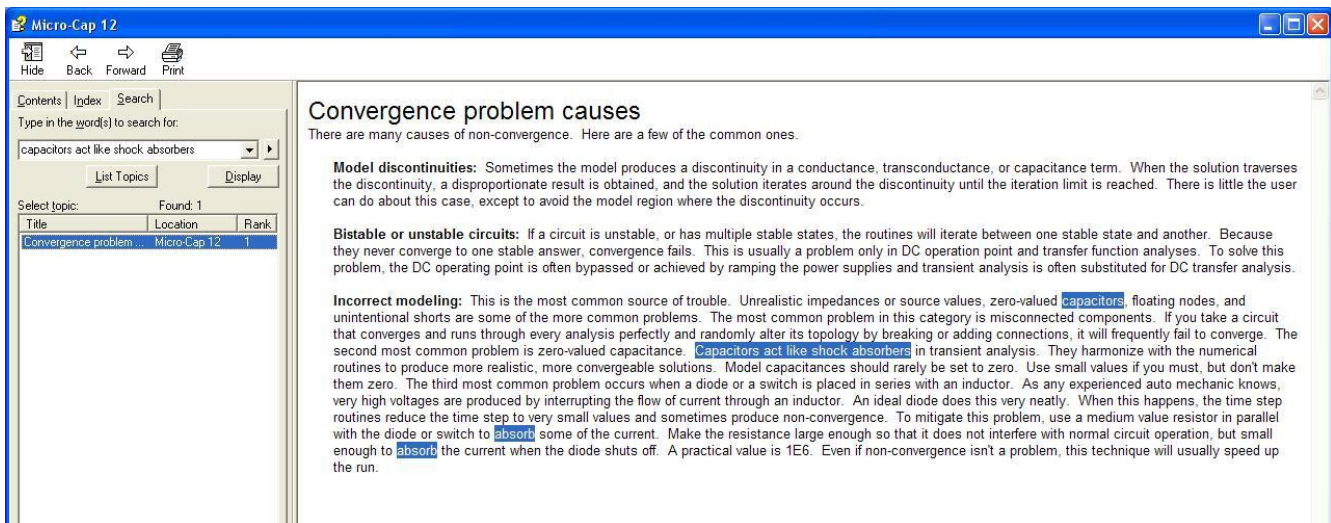 Micro-Cap 12
Hide Back Forward Print
Contents Index Search
Type in the word(s) to search for:
capacitors act like shock absorbers
List Topics Display
Select topic: Found: 1
Title Location Rank
Convergence problem ... Micro-Cap 12 1
Convergence problem causes
There are many causes of non-convergence. Here are a few of the common ones.
Model discontinuities: Sometimes the model produces a discontinuity in a conductance, transconductance, or capacitance term. When the solution traverses
the discontinuity, a disproportionate result is obtained, and the solution iterates around the discontinuity until the iteration limit is reached. There is little the user
can do about this case, except to avoid the model region where the discontinuity occurs.
Bistable or unstable circuits: If a circuit is unstable, or has multiple stable states, the routines will iterate between one stable state and another. Because
they never converge to one stable answer, convergence fails. This is usually a problem only in DC operation point and transfer function analyses. To solve this
problem, the DC operating point is often bypassed or achieved by ramping the power supplies and transient analysis is often substituted for DC transfer analysis.
Incorrect modeling: This is the most common source of trouble. Unrealistic impedances or source values, zero-valued capacitors, floating nodes, and
unintentional shorts are some of the more common problems. The most common problem in this category is misconnected components. If you take a circuit
that converges and runs through every analysis perfectly and randomly alter its topology by breaking or adding connections, it will frequently fail to converge. The
second most common problem is zero-valued capacitance. Capacitors act like shock absorbers in transient analysis. They harmonize with the numerical
routines to produce more realistic, more convergeable solutions. Model capacitances should rarely be set to zero. Use small values if you must, but don't make
them zero. The third most common problem occurs when a diode or a switch is placed in series with an inductor. As any experienced auto mechanic knows,
very high voltages are produced by interrupting the flow of current through an inductor. An ideal diode does this very neatly. When this happens, the time step
routines reduce the time step to very small values and sometimes produce non-convergence. To mitigate this problem, use a medium value resistor in parallel
with the diode or switch to absorb some of the current. Make the resistance large enough so that it does not interfere with normal circuit operation, but small
enough to absorb the current when the diode shuts off. A practical value is 1E6. Even if non-convergence isn't a problem, this technique will usually speed up
the run.